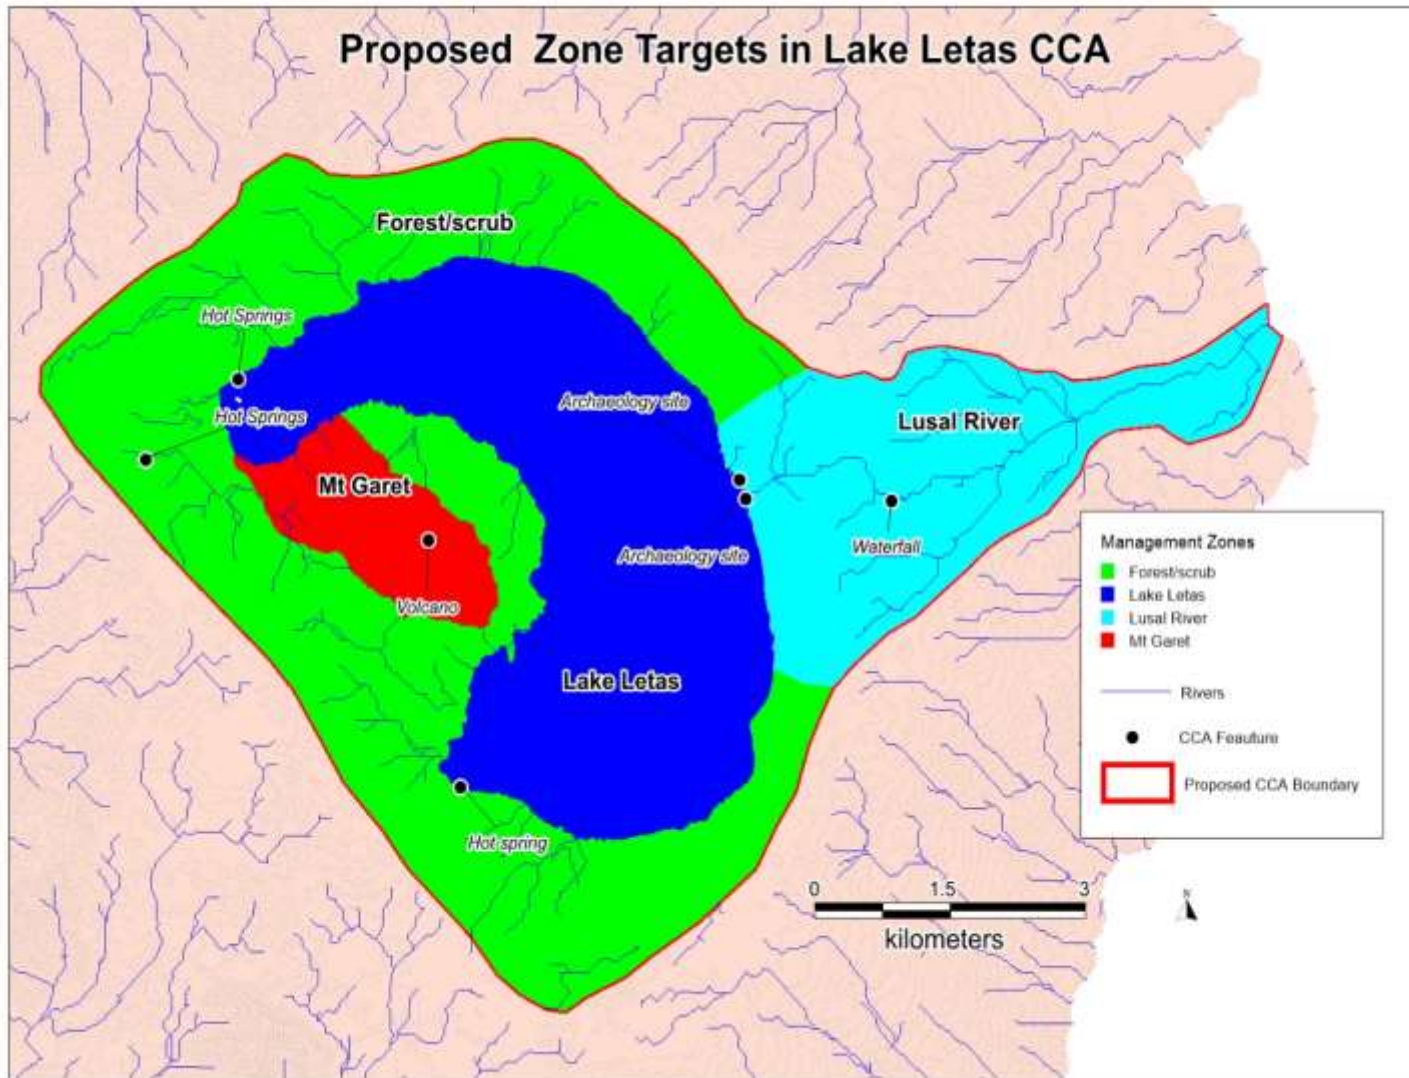 Proposed  Zone Targets in Lake Letas CCA
Forest/scrub
Hot Springs
Hot Springs
Archaeology site
Lusal River
Mt Garet
Archaeology site
Waterfall
Volcano
Lake Letas
Hot spring
Management Zones
Forest/scrub
Lake Letas
Lusal River
Mt Garet
Rivers
CCA Feauture
Proposed CCA Boundary
0 1.5 3
kilometers
N